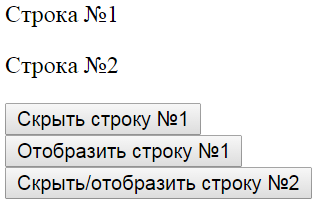 Строка №1
Строка №2
Скрыть строку №1
Отобразить строку №1
Скрыть/отобразить строку №2